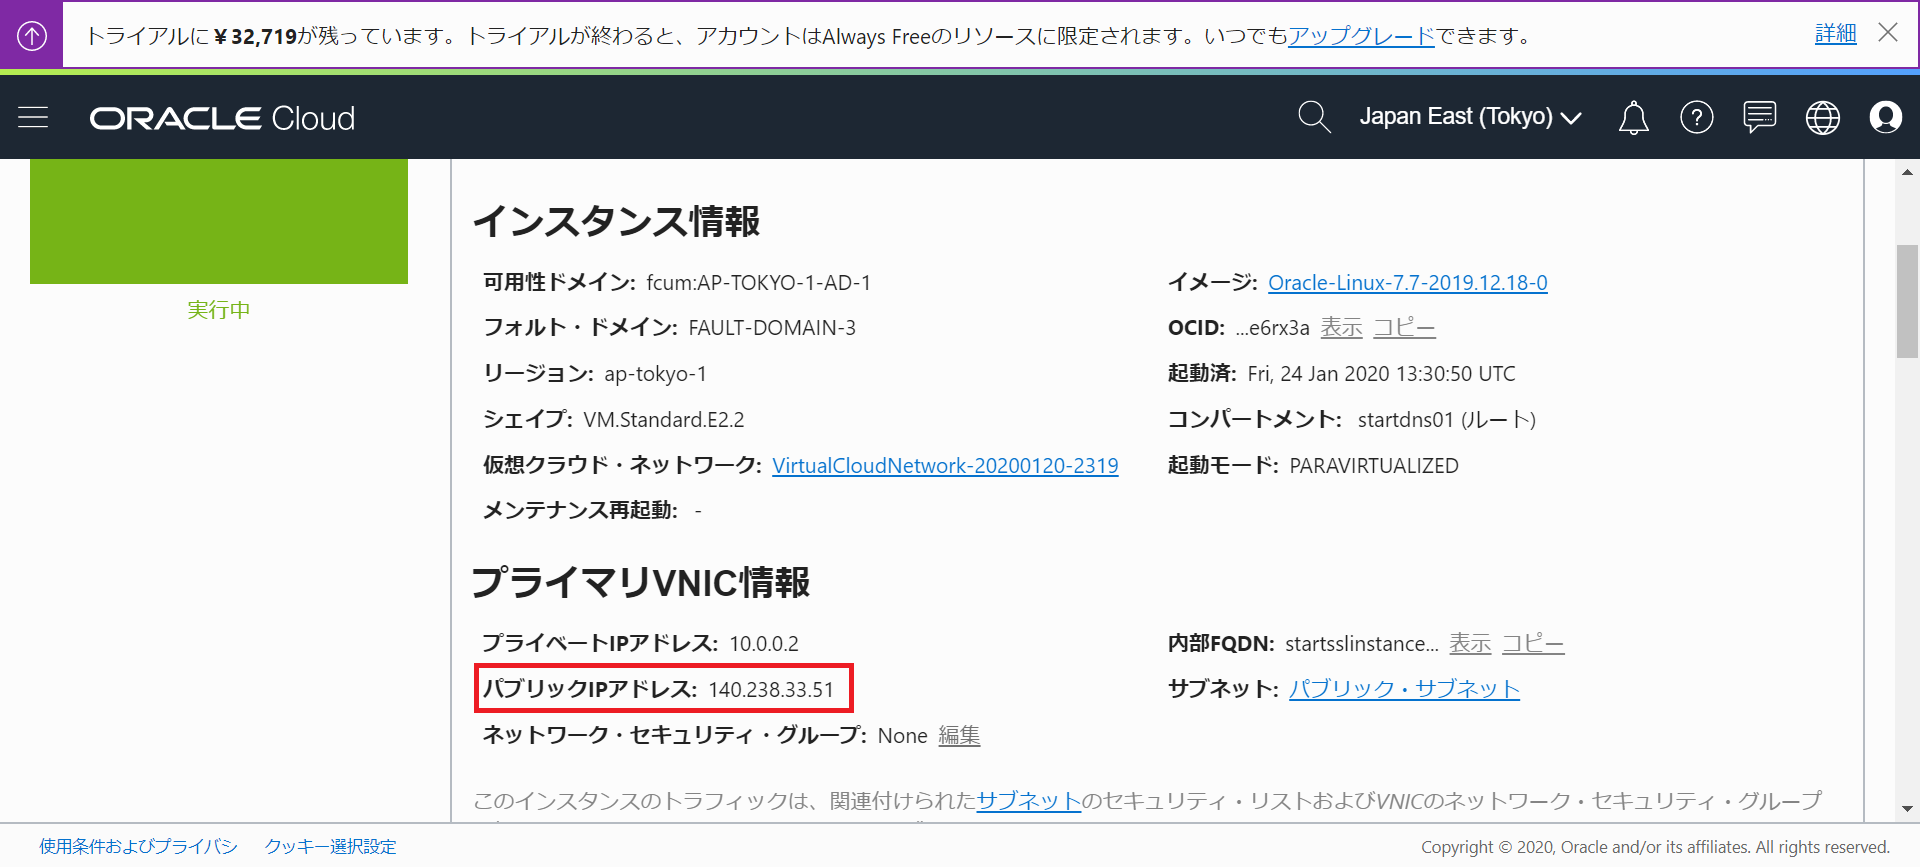 トライアルに￥32,719が残っています。トライアルが終わると、アカウントはAlways Freeのリソースに限定されます。いつでもアップグレードできます。 詳細
ORACLE Cloud
Japan East (Tokyo)
実行中
インスタンス情報
可用性ドメイン: fcum:AP-TOKYO-1-AD-1
イメージ: Oracle-Linux-7.7-2019.12.18-0
フォルト・ドメイン: FAULT-DOMAIN-3
OCID: ...e6rx3a 表示 コピー
リージョン: ap-tokyo-1
起動済: Fri, 24 Jan 2020 13:30:50 UTC
シェイプ: VM.Standard.E2.2
コンパートメント: startdns01 (ルート)
仮想クラウド・ネットワーク: VirtualCloudNetwork-20200120-2319
起動モード: PARAVIRTUALIZED
メンテナンス再起動: -
プライマリVNIC情報
プライベートIPアドレス: 10.0.0.2
内部FQDN: startsslinstance... 表示 コピー
パブリックIPアドレス: 140.238.33.51
サブネット: パブリック・サブネット
ネットワーク・セキュリティ・グループ: None 編集
このインスタンスのトラフィックは、関連付けられたサブネットのセキュリティ・リストおよびVNICのネットワーク・セキュリティ・グループ
使用条件およびプライバシ クッキー選択設定
Copyright © 2020, Oracle and/or its affiliates. All rights reserved.